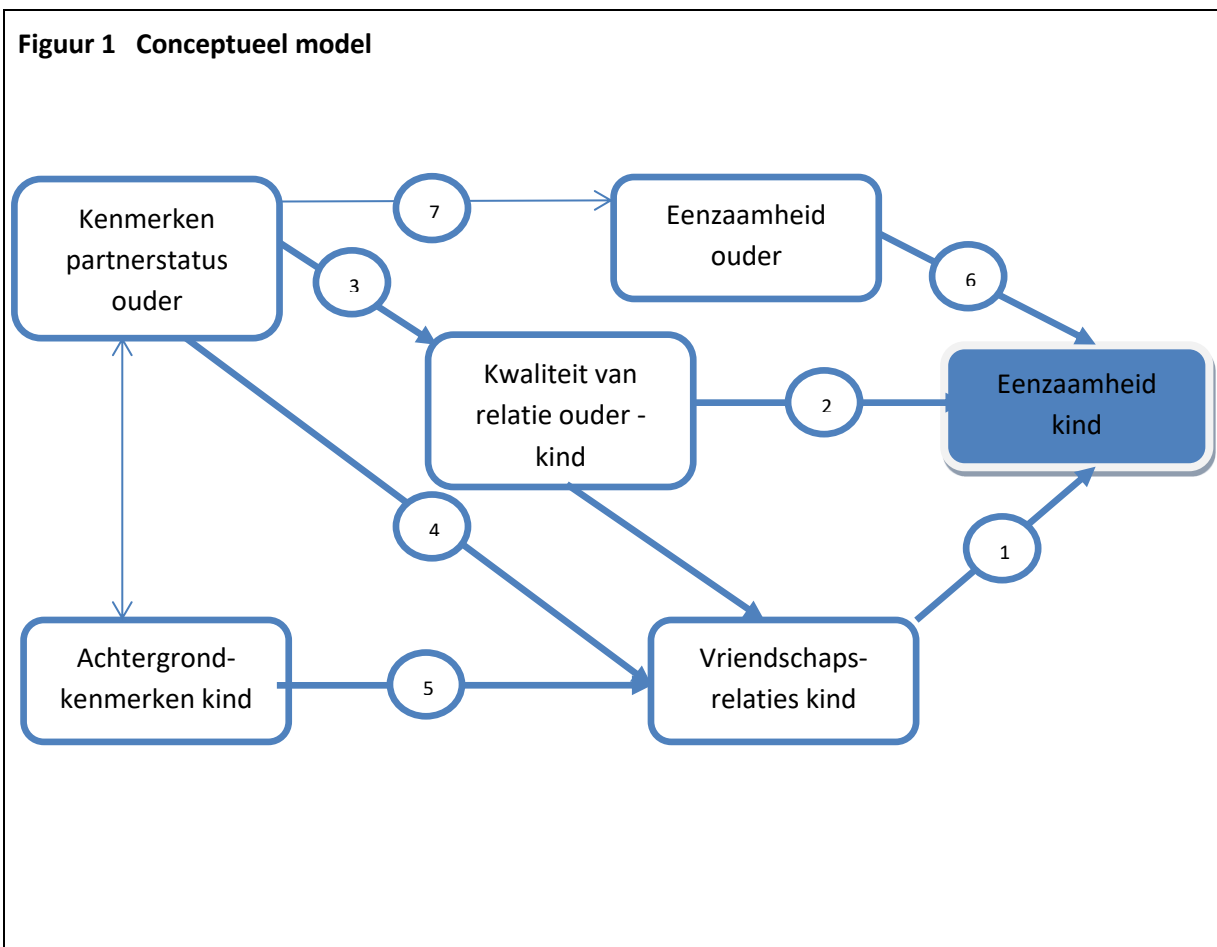 Figuur 1 Conceptueel model
Kenmerken
partnerstatus
ouder
7
Eenzaamheid
ouder
3
6
Kwaliteit van
relatie ouder -
kind
2
Eenzaamheid
kind
4
1
Achtergrond-
kenmerken kind
5
Vriendschaps-
relaties kind